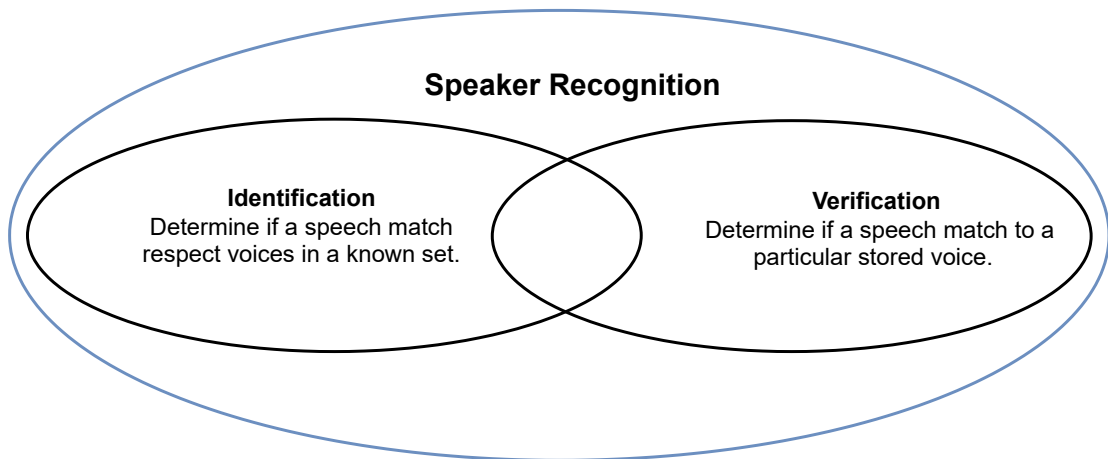 Speaker Recognition
Identification
Determine if a speech match
respect voices in a known set.
Verification
Determine if a speech match to a
particular stored voice.